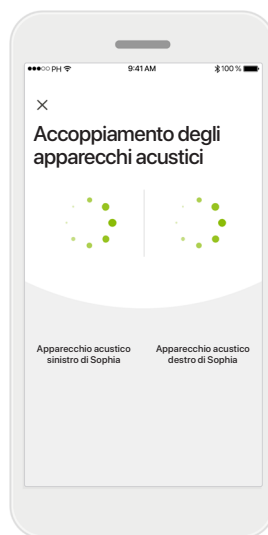 PH 9:41 AM 100 %
Accoppiamento degli
apparecchi acustici
Apparecchio acustico
sinistro di Sophia
Apparecchio acustico
destro di Sophia